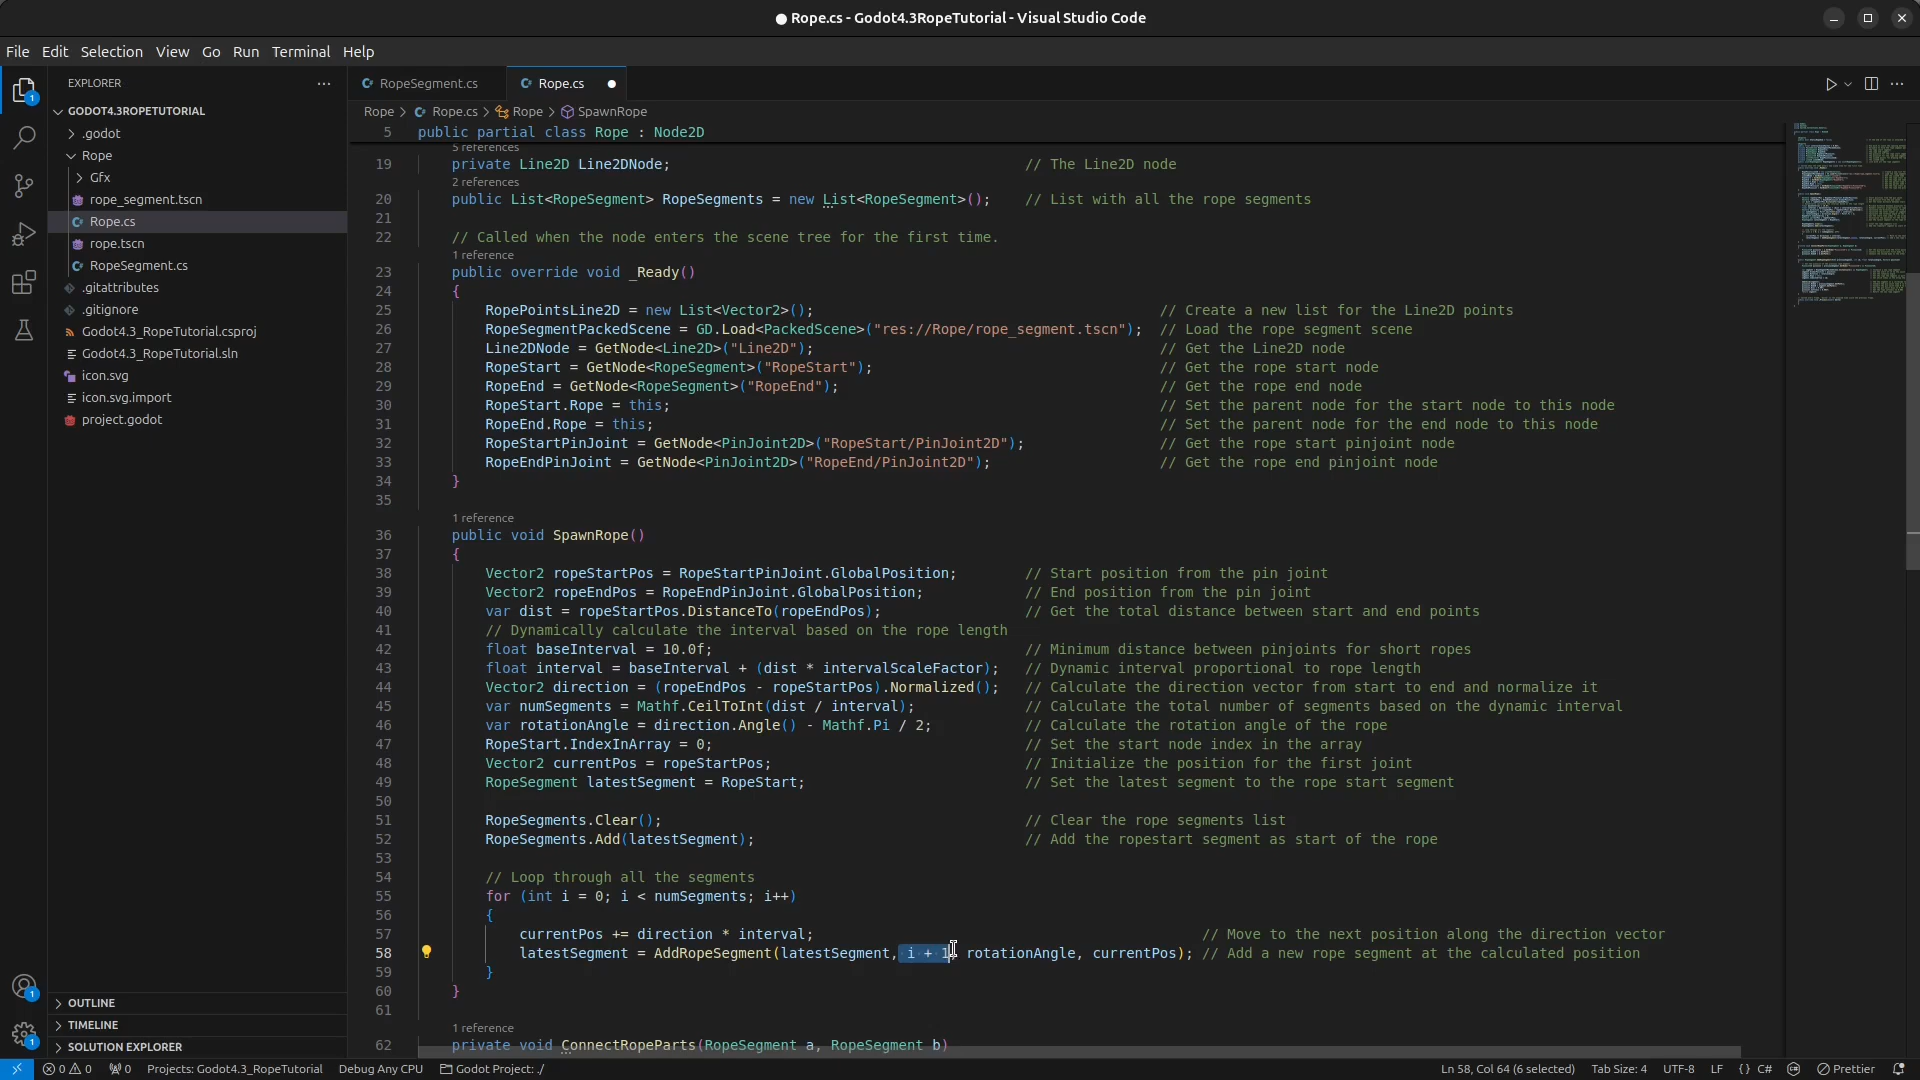 Rope.cs - Godot4.3RopeTutorial - Visual Studio Code
File Edit Selection View Go Run Terminal Help
EXPLORER
RopeSegment.cs
Rope.cs
GODOT4.3ROPETUTORIAL
Rope > Rope.cs > Rope > SpawnRope
.godot
Rope
Gfx
rope_segment.tscn
Rope.cs
rope.tscn
RopeSegment.cs
.gitattributes
.gitignore
Godot4.3_RopeTutorial.csproj
Godot4.3_RopeTutorial.sln
icon.svg
icon.svg.import
project.godot
OUTLINE
TIMELINE
SOLUTION EXPLORER
5 public partial class Rope : Node2D
5 references
19 private Line2D Line2DNode; // The Line2D node
2 references
20 public List<RopeSegment> RopeSegments = new List<RopeSegment>(); // List with all the rope segments
21
22 // Called when the node enters the scene tree for the first time.
1 reference
23 public override void _Ready()
24 {
25 RopePointsLine2D = new List<Vector2>(); // Create a new list for the Line2D points
26 RopeSegmentPackedScene = GD.Load<PackedScene>("res://Rope/rope_segment.tscn"); // Load the rope segment scene
27 Line2DNode = GetNode<Line2D>("Line2D"); // Get the Line2D node
28 RopeStart = GetNode<RopeSegment>("RopeStart"); // Get the rope start node
29 RopeEnd = GetNode<RopeSegment>("RopeEnd"); // Get the rope end node
30 RopeStart.Rope = this; // Set the parent node for the start node to this node
31 RopeEnd.Rope = this; // Set the parent node for the end node to this node
32 RopeStartPinJoint = GetNode<PinJoint2D>("RopeStart/PinJoint2D"); // Get the rope start pinjoint node
33 RopeEndPinJoint = GetNode<PinJoint2D>("RopeEnd/PinJoint2D"); // Get the rope end pinjoint node
34 }
35
1 reference
36 public void SpawnRope()
37 {
38 Vector2 ropeStartPos = RopeStartPinJoint.GlobalPosition; // Start position from the pin joint
39 Vector2 ropeEndPos = RopeEndPinJoint.GlobalPosition; // End position from the pin joint
40 var dist = ropeStartPos.DistanceTo(ropeEndPos); // Get the total distance between start and end points
41 // Dynamically calculate the interval based on the rope length
42 float baseInterval = 10.0f; // Minimum distance between pinjoints for short ropes
43 float interval = baseInterval + (dist * intervalScaleFactor); // Dynamic interval proportional to rope length
44 Vector2 direction = (ropeEndPos - ropeStartPos).Normalized(); // Calculate the direction vector from start to end and normalize it
45 var numSegments = Mathf.CeilToInt(dist / interval); // Calculate the total number of segments based on the dynamic interval
46 var rotationAngle = direction.Angle() - Mathf.Pi / 2; // Calculate the rotation angle of the rope
47 RopeStart.IndexInArray = 0; // Set the start node index in the array
48 Vector2 currentPos = ropeStartPos; // Initialize the position for the first joint
49 RopeSegment latestSegment = RopeStart; // Set the latest segment to the rope start segment
50
51 RopeSegments.Clear(); // Clear the rope segments list
52 RopeSegments.Add(latestSegment); // Add the ropestart segment as start of the rope
53
54 // Loop through all the segments
55 for (int i = 0; i < numSegments; i++)
56 {
57 currentPos += direction * interval; // Move to the next position along the direction vector
58 latestSegment = AddRopeSegment(latestSegment, i + 1, rotationAngle, currentPos); // Add a new rope segment at the calculated position
59 }
60 }
61
1 reference
62 private void ConnectRopeParts(RopeSegment a, RopeSegment b)
0 0 0 Projects: Godot4.3_RopeTutorial Debug Any CPU Godot Project: ./ Ln 58, Col 64 (6 selected) Tab Size: 4 UTF-8 LF {} C# Prettier